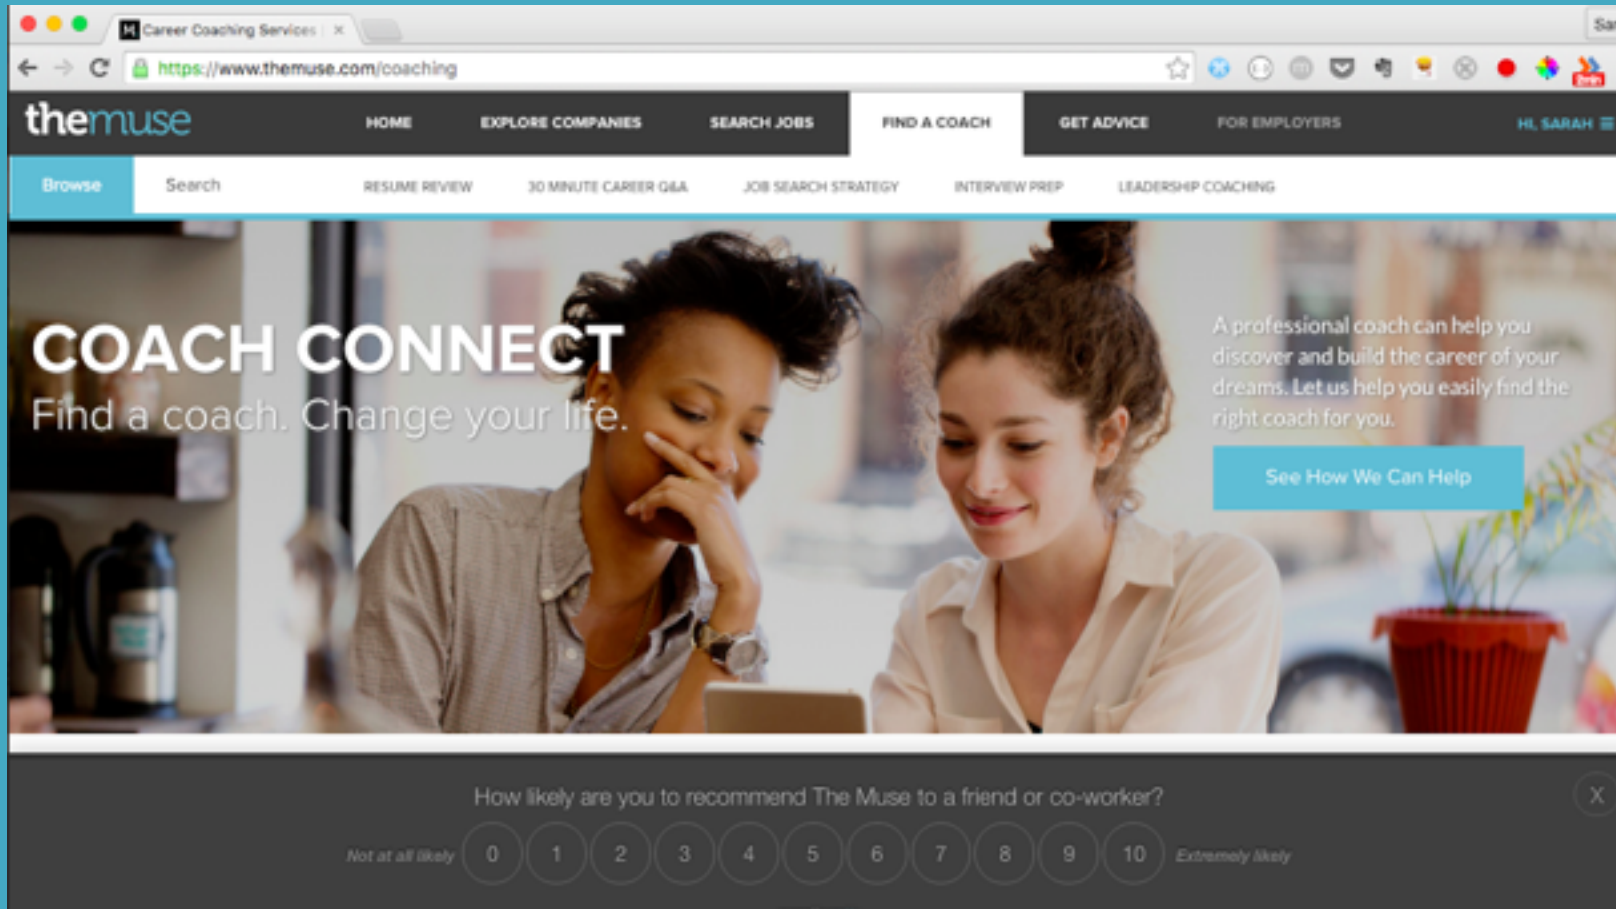 Career Coaching Services
https://www.themuse.com/coaching
themuse
HOME
EXPLORE COMPANIES
SEARCH JOBS
FIND A COACH
GET ADVICE
FOR EMPLOYERS
HI, SARAH
Browse
Search
RESUME REVIEW
30 MINUTE CAREER Q&A
JOB SEARCH STRATEGY
INTERVIEW PREP
LEADERSHIP COACHING
COACH CONNECT
Find a coach. Change your life.
A professional coach can help you
discover and build the career of your
dreams. Let us help you easily find the
right coach for you.
See How We Can Help
How likely are you to recommend The Muse to a friend or co-worker?
X
Not at all likely 0 1 2 3 4 5 6 7 8 9 10 Extremely likely